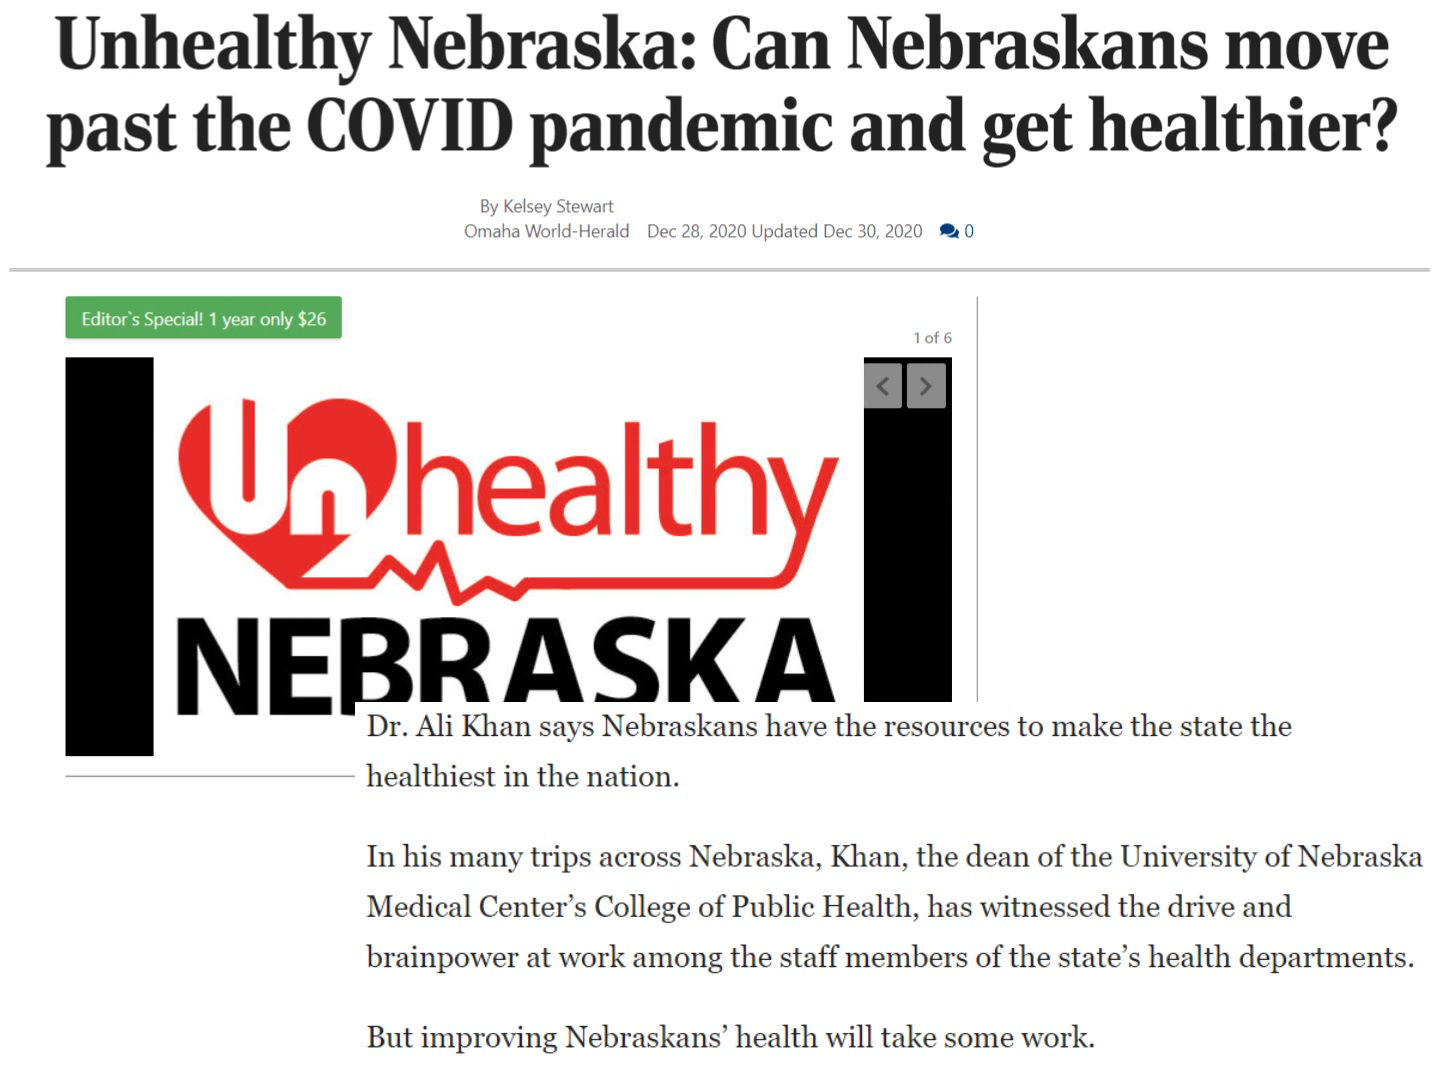 Unhealthy Nebraska: Can Nebraskans move
past the COVID pandemic and get healthier?
By Kelsey Stewart
Omaha World-Herald Dec 28, 2020 Updated Dec 30, 2020 0
Editor`s Special! 1 year only $26
1 of 6
Unhealthy
NEBRASKA
Dr. Ali Khan says Nebraskans have the resources to make the state the
healthiest in the nation.
In his many trips across Nebraska, Khan, the dean of the University of Nebraska
Medical Center’s College of Public Health, has witnessed the drive and
brainpower at work among the staff members of the state’s health departments.
But improving Nebraskans’ health will take some work.